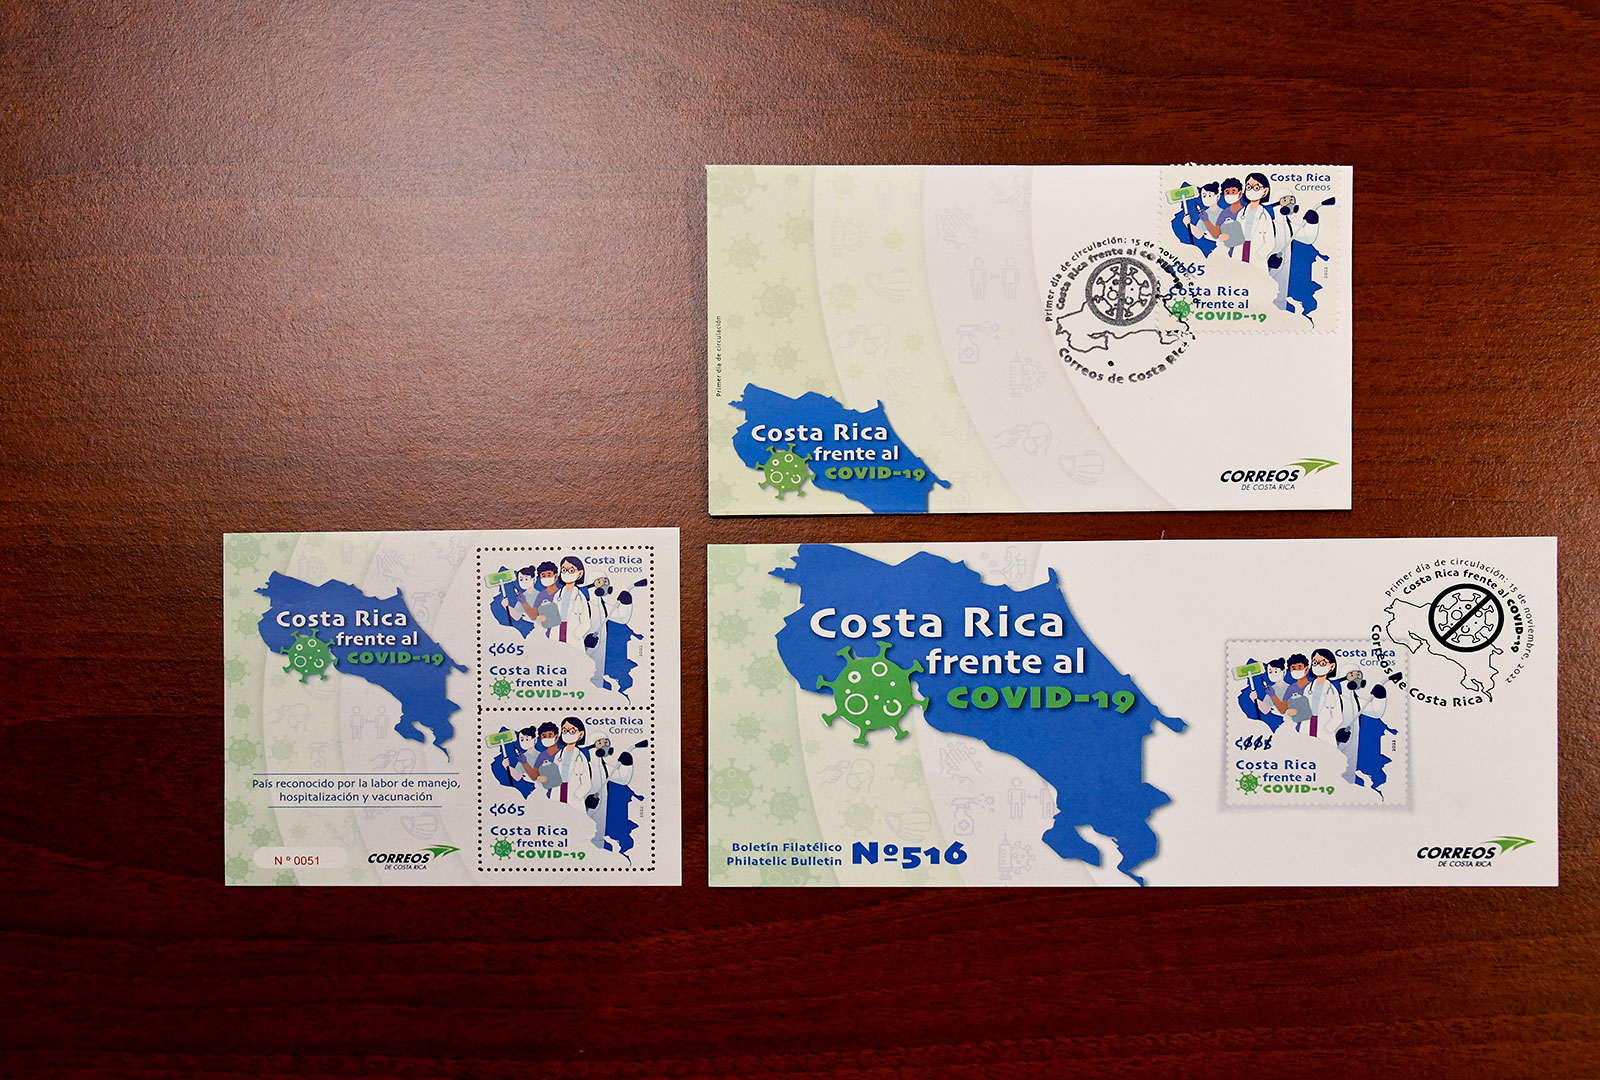 Costa Rica
Correos
₡665
2022
Costa Rica
frente al
COVID-19
Primer día de circulación: 15 de noviembre
Costa Rica frente al
Correos de Costa Rica
Primer día de circulación
Costa Rica
frente al
COVID-19
CORREOS
DE COSTA RICA
Costa Rica
frente al
COVID-19
País reconocido por la labor de manejo,
hospitalización y vacunación
Nº 0051
CORREOS
DE COSTA RICA
Costa Rica
Correos
₡665
2022
Costa Rica
frente al
COVID-19
Costa Rica
Correos
₡665
2022
Costa Rica
frente al
COVID-19
Costa Rica
frente al
COVID-19
Boletín Filatélico
Philatelic Bulletin
Nº516
Primer día de circulación: 15 de noviembre, 2022
Costa Rica frente al COVID-19
Correos de Costa Rica
Costa Rica
Correos
2022
Costa Rica
frente al
COVID-19
CORREOS
DE COSTA RICA